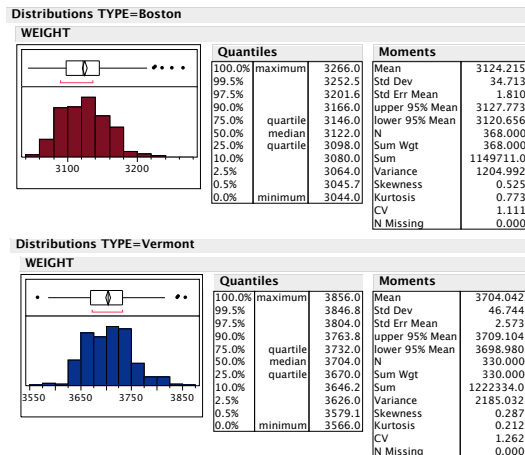 Distributions TYPE=Boston
WEIGHT
3100 3200
Quantiles
100.0% maximum 3266.0
99.5% 3252.5
97.5% 3201.6
90.0% 3166.0
75.0% quartile 3146.0
50.0% median 3122.0
25.0% quartile 3098.0
10.0% 3080.0
2.5% 3064.0
0.5% 3045.7
0.0% minimum 3044.0
Moments
Mean 3124.215
Std Dev 34.713
Std Err Mean 1.810
upper 95% Mean 3127.773
lower 95% Mean 3120.656
N 368.000
Sum Wgt 368.000
Sum 1149711.0
Variance 1204.992
Skewness 0.525
Kurtosis 0.773
CV 1.111
N Missing 0.000
Distributions TYPE=Vermont
WEIGHT
3550 3650 3750 3850
Quantiles
100.0% maximum 3856.0
99.5% 3846.8
97.5% 3804.0
90.0% 3763.8
75.0% quartile 3732.0
50.0% median 3704.0
25.0% quartile 3670.0
10.0% 3646.2
2.5% 3626.0
0.5% 3579.1
0.0% minimum 3566.0
Moments
Mean 3704.042
Std Dev 46.744
Std Err Mean 2.573
upper 95% Mean 3709.104
lower 95% Mean 3698.980
N 330.000
Sum Wgt 330.000
Sum 1222334.0
Variance 2185.032
Skewness 0.287
Kurtosis 0.212
CV 1.262
N Missing 0.000